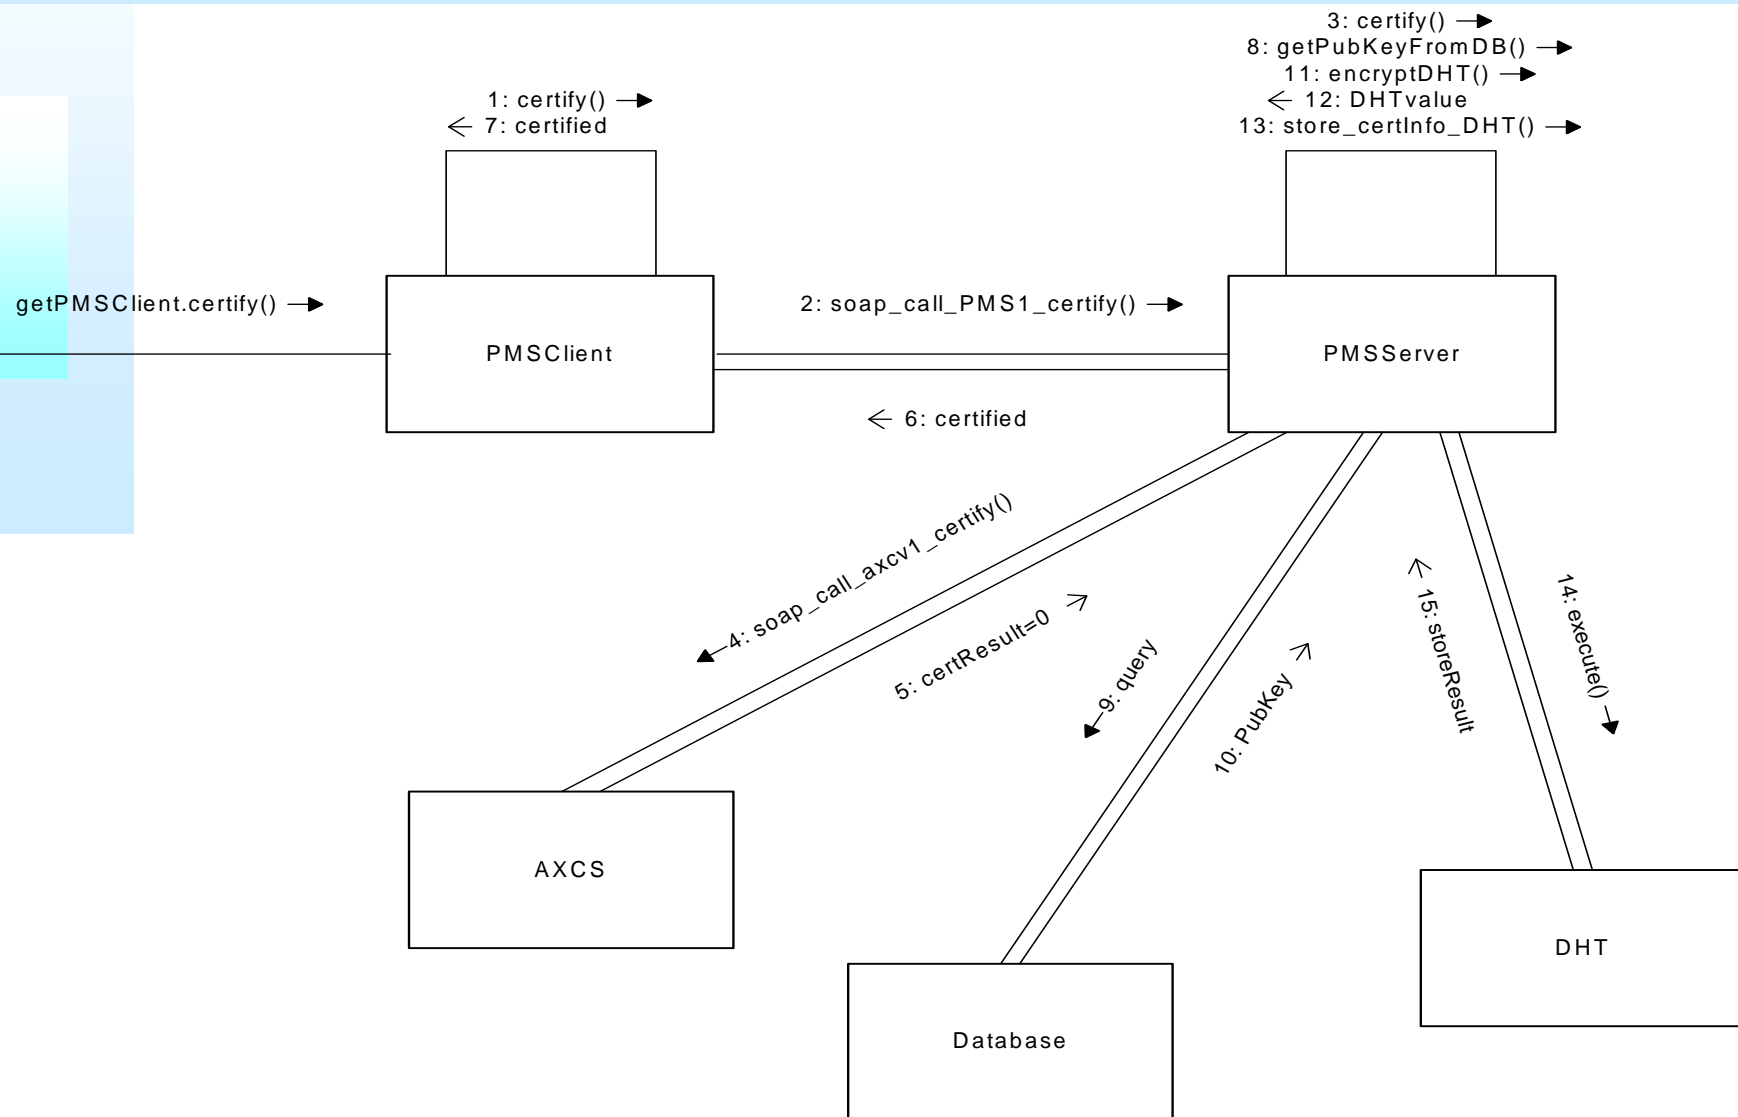 3: certify()
8: getPubKeyFromDB()
11: encryptDHT()
12: DHTvalue
13: store_certInfo_DHT()
1: certify()
7: certified
getPMSClient.certify()
2: soap_call_PMS1_certify()
PMSClient
PMSServer
6: certified
4: soap_call_axcv1_certify()
5: certResult=0
9: query
10: PubKey
15: storeResult
14: execute()
AXCS
DHT
Database